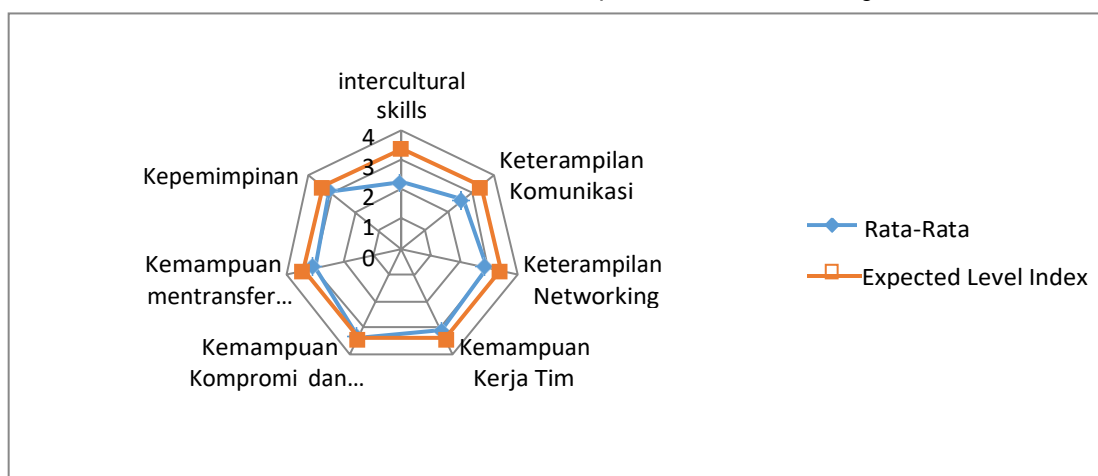 intercultural
skills
4
3
2
1
0
Keterampilan
Komunikasi
Keterampilan
Networking
Kemampuan
Kerja Tim
Kemampuan
Kompromi dan...
Kemampuan
mentransfer...
Kepemimpinan
Rata-Rata
Expected Level Index